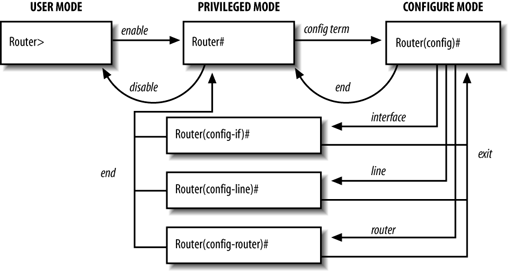 USER MODE
PRIVILEGED MODE
CONFIGURE MODE
Router>
enable
Router#
config term
Router(config)#
disable
end
interface
Router(config-if)#
end
exit
line
Router(config-line)#
router
Router(config-router)#